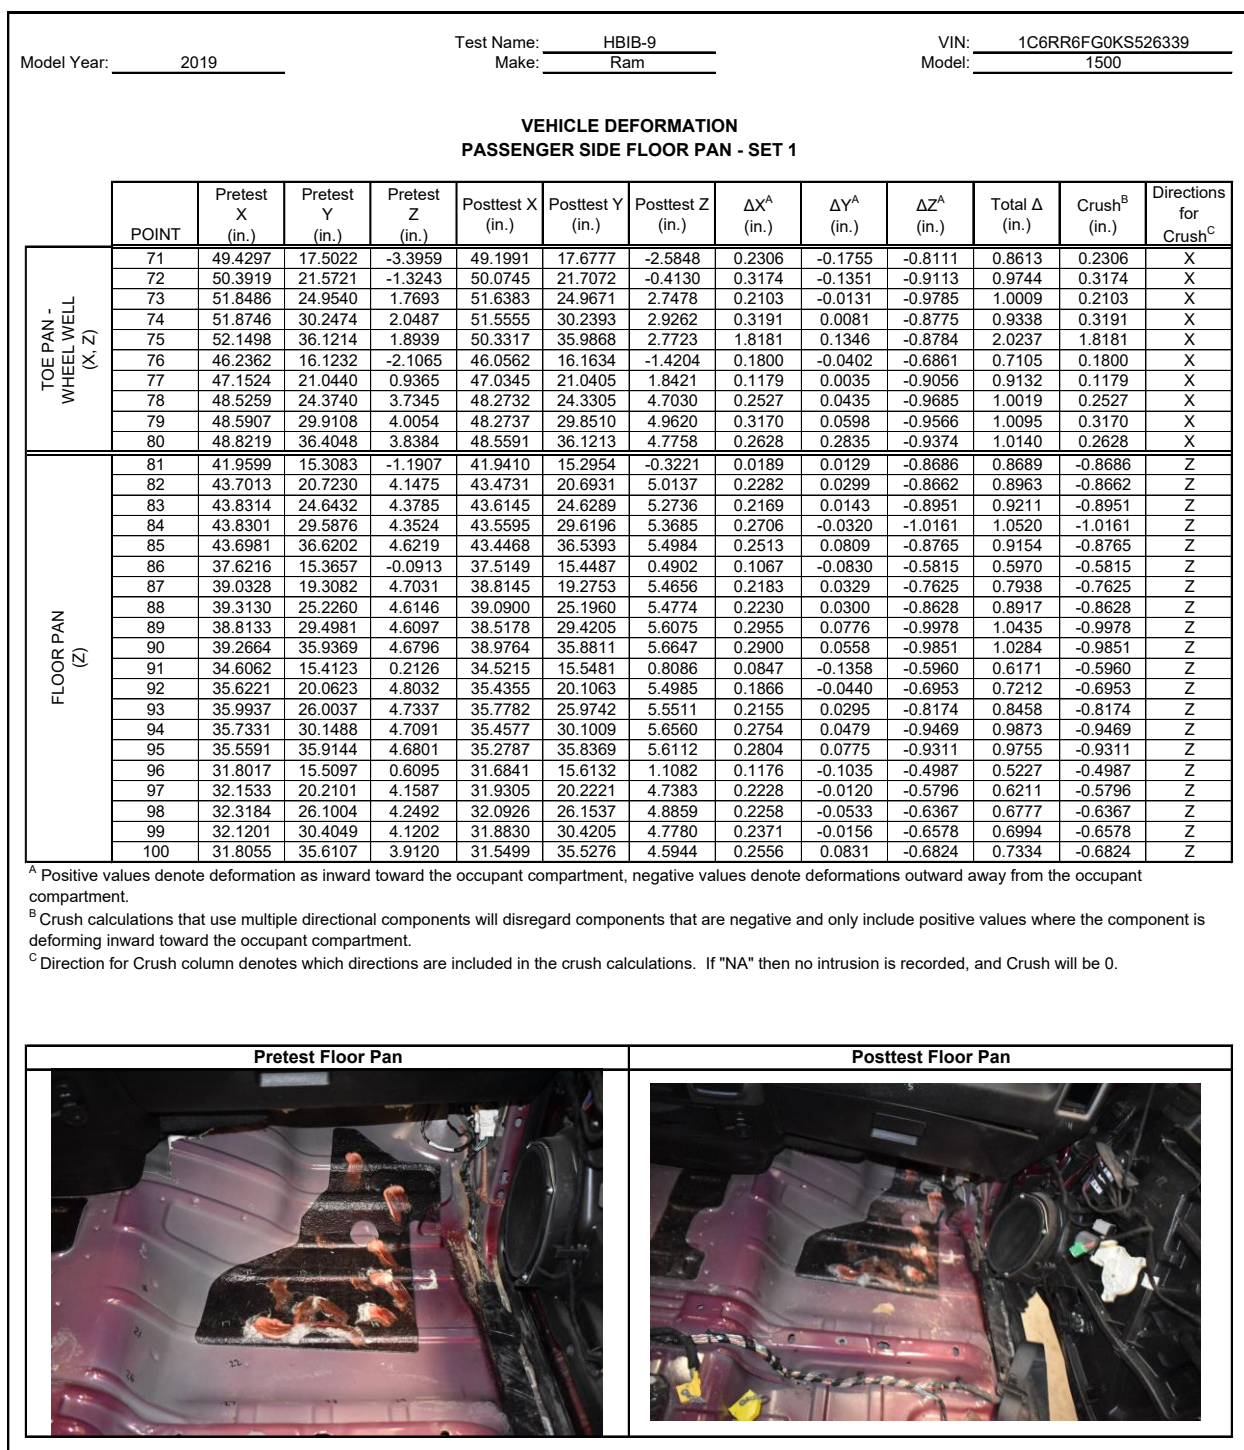 Test Name: HBIB-9 VIN: 1C6RR6FG0KS526339
Model Year: 2019 Make: Ram Model: 1500
VEHICLE DEFORMATION
PASSENGER SIDE FLOOR PAN - SET 1
POINT Pretest X (in.) Pretest Y (in.) Pretest Z (in.) Posttest X (in.) Posttest Y (in.) Posttest Z (in.) ΔXᴬ (in.) ΔYᴬ (in.) ΔZᴬ (in.) Total Δ (in.) Crushᴮ (in.) Directions for Crushᶜ
TOE PAN - WHEEL WELL (X, Z)
71 49.4297 17.5022 -3.3959 49.1991 17.6777 -2.5848 0.2306 -0.1755 -0.8111 0.8613 0.2306 X
72 50.3919 21.5721 -1.3243 50.0745 21.7072 -0.4130 0.3174 -0.1351 -0.9113 0.9744 0.3174 X
73 51.8486 24.9540 1.7693 51.6383 24.9671 2.7478 0.2103 -0.0131 -0.9785 1.0009 0.2103 X
74 51.8746 30.2474 2.0487 51.5555 30.2393 2.9262 0.3191 0.0081 -0.8775 0.9338 0.3191 X
75 52.1498 36.1214 1.8939 50.3317 35.9868 2.7723 1.8181 0.1346 -0.8784 2.0237 1.8181 X
76 46.2362 16.1232 -2.1065 46.0562 16.1634 -1.4204 0.1800 -0.0402 -0.6861 0.7105 0.1800 X
77 47.1524 21.0440 0.9365 47.0345 21.0405 1.8421 0.1179 0.0035 -0.9056 0.9132 0.1179 X
78 48.5259 24.3740 3.7345 48.2732 24.3305 4.7030 0.2527 0.0435 -0.9685 1.0019 0.2527 X
79 48.5907 29.9108 4.0054 48.2737 29.8510 4.9620 0.3170 0.0598 -0.9566 1.0095 0.3170 X
80 48.8219 36.4048 3.8384 48.5591 36.1213 4.7758 0.2628 0.2835 -0.9374 1.0140 0.2628 X
FLOOR PAN (Z)
81 41.9599 15.3083 -1.1907 41.9410 15.2954 -0.3221 0.0189 0.0129 -0.8686 0.8689 -0.8686 Z
82 43.7013 20.7230 4.1475 43.4731 20.6931 5.0137 0.2282 0.0299 -0.8662 0.8963 -0.8662 Z
83 43.8314 24.6432 4.3785 43.6145 24.6289 5.2736 0.2169 0.0143 -0.8951 0.9211 -0.8951 Z
84 43.8301 29.5876 4.3524 43.5595 29.6196 5.3685 0.2706 -0.0320 -1.0161 1.0520 -1.0161 Z
85 43.6981 36.6202 4.6219 43.4468 36.5393 5.4984 0.2513 0.0809 -0.8765 0.9154 -0.8765 Z
86 37.6216 15.3657 -0.0913 37.5149 15.4487 0.4902 0.1067 -0.0830 -0.5815 0.5970 -0.5815 Z
87 39.0328 19.3082 4.7031 38.8145 19.2753 5.4656 0.2183 0.0329 -0.7625 0.7938 -0.7625 Z
88 39.3130 25.2260 4.6146 39.0900 25.1960 5.4774 0.2230 0.0300 -0.8628 0.8917 -0.8628 Z
89 38.8133 29.4981 4.6097 38.5178 29.4205 5.6075 0.2955 0.0776 -0.9978 1.0435 -0.9978 Z
90 39.2664 35.9369 4.6796 38.9764 35.8811 5.6647 0.2900 0.0558 -0.9851 1.0284 -0.9851 Z
91 34.6062 15.4123 0.2126 34.5215 15.5481 0.8086 0.0847 -0.1358 -0.5960 0.6171 -0.5960 Z
92 35.6221 20.0623 4.8032 35.4355 20.1063 5.4985 0.1866 -0.0440 -0.6953 0.7212 -0.6953 Z
93 35.9937 26.0037 4.7337 35.7782 25.9742 5.5511 0.2155 0.0295 -0.8174 0.8458 -0.8174 Z
94 35.7331 30.1488 4.7091 35.4577 30.1009 5.6560 0.2754 0.0479 -0.9469 0.9873 -0.9469 Z
95 35.5591 35.9144 4.6801 35.2787 35.8369 5.6112 0.2804 0.0775 -0.9311 0.9755 -0.9311 Z
96 31.8017 15.5097 0.6095 31.6841 15.6132 1.1082 0.1176 -0.1035 -0.4987 0.5227 -0.4987 Z
97 32.1533 20.2101 4.1587 31.9305 20.2221 4.7383 0.2228 -0.0120 -0.5796 0.6211 -0.5796 Z
98 32.3184 26.1004 4.2492 32.0926 26.1537 4.8859 0.2258 -0.0533 -0.6367 0.6777 -0.6367 Z
99 32.1201 30.4049 4.1202 31.8830 30.4205 4.7780 0.2371 -0.0156 -0.6578 0.6994 -0.6578 Z
100 31.8055 35.6107 3.9120 31.5499 35.5276 4.5944 0.2556 0.0831 -0.6824 0.7334 -0.6824 Z
ᴬ Positive values denote deformation as inward toward the occupant compartment, negative values denote deformations outward away from the occupant
compartment.
ᴮ Crush calculations that use multiple directional components will disregard components that are negative and only include positive values where the component is
deforming inward toward the occupant compartment.
ᶜ Direction for Crush column denotes which directions are included in the crush calculations. If "NA" then no intrusion is recorded, and Crush will be 0.
Pretest Floor Pan Posttest Floor Pan
21
22
26